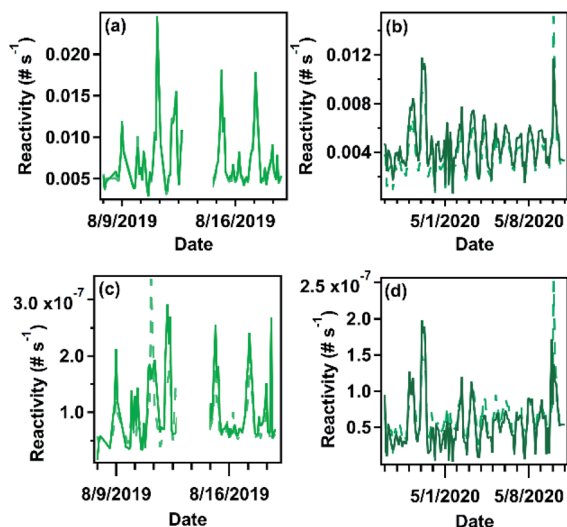 (a)
Reactivity (# s-1)
0.020
0.015
0.010
0.005
8/9/2019
8/16/2019
Date
(b)
Reactivity (# s-1)
0.012
0.008
0.004
5/1/2020
5/8/2020
Date
(c)
Reactivity (# s-1)
3.0 x10-7
2.0
1.0
8/9/2019
8/16/2019
Date
(d)
Reactivity (# s-1)
2.5 x10-7
2.0
1.5
1.0
0.5
5/1/2020
5/8/2020
Date